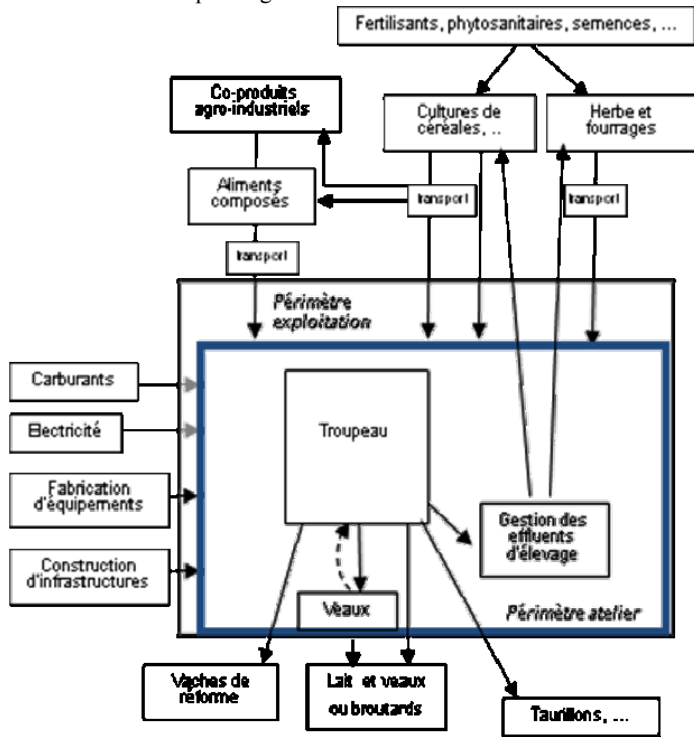 Fertilisants, phytosanitaires, semences, ...
Co-produits
agro-industriels
Cultures de
céréales, ..
Herbe et
fourrages
Aliments
composés
transport
transport
transport
Périmètre
exploitation
Carburants
Electricité
Fabrication
d'équipements
Construction
d'infrastructures
Troupeau
Gestion des
effluents
d'élevage
Veaux
Périmètre atelier
Vaches de
réforme
Lait et veaux
ou broutards
Taurillons, ...